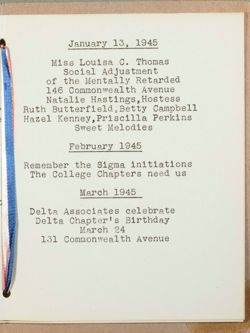 January 13, 1945
Miss Louisa C. Thomas
Social Adjustment
of the Mentally Retarded
146 Commonwealth Avenue
Natalie Hastings,Hostess
Ruth Butterfield,Betty Campbell
Hazel Kenney,Priscilla Perkins
Sweet Melodies
February 1945
Remember the Sigma initiations
The College Chapters need us
March 1945
Delta Associates celebrate
Delta Chapter's Birthday
March 24
131 Commonwealth Avenue